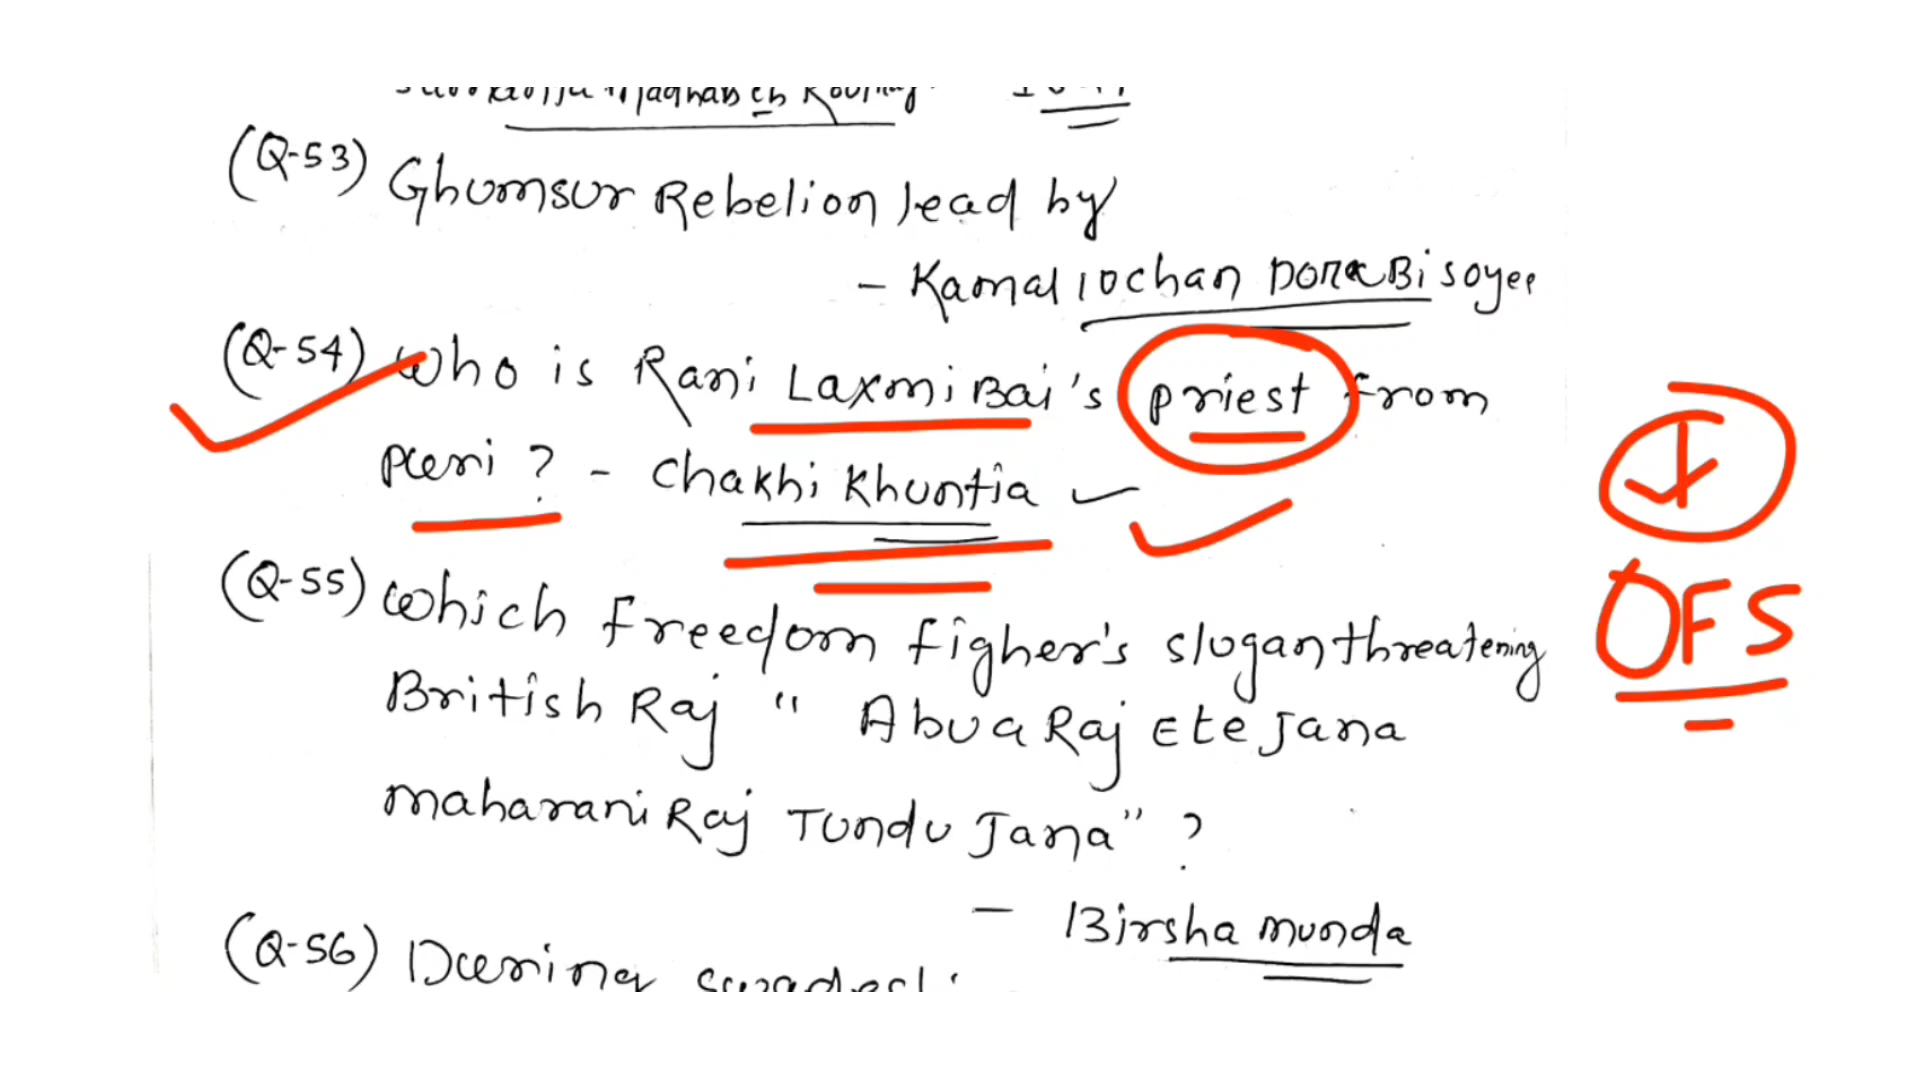 (Q-53) Ghumsur Rebelion lead by
- Kamal lochan Dora Bisoyee
(Q-54) Who is Rani Laxmi Bai's priest from
Puri ? - Chakhi Khuntia
(Q-55) Which freedom figher's slogan threatening
British Raj " Abua Raj Ete Jana
maharani Raj Tundu Jana" ?
- Birsha munda
(Q-56) During
OFS